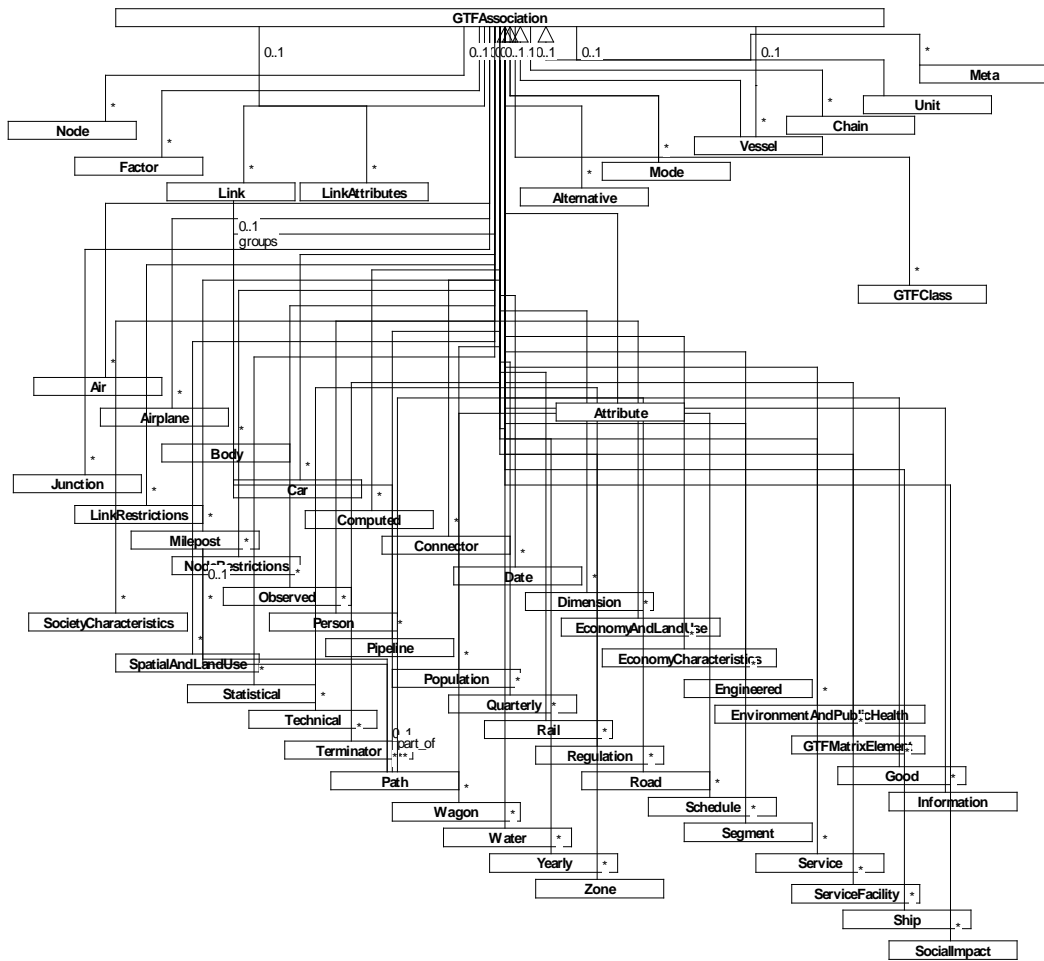 GTFAssociation
0..1
0..1
0..1
0..1
0..1
*
Meta
Unit
*
Node
*
Chain
*
Vessel
*
Factor
*
Mode
*
Link
*
LinkAttributes
*
Alternative
0..1
groups
*
GTFClass
*
Air
*
Airplane
Attribute
*
Body
*
Junction
*
Car
*
LinkRestrictions
*
Computed
*
Milepost
*
Connector
*
NodeRestrictions
0..1
*
Date
*
Observed
*
Dimension
*
SocietyCharacteristics
*
Person
*
EconomyAndLandUse
*
Pipeline
*
SpatialAndLandUse
*
EconomyCharacteristics
*
Population
*
Statistical
*
Engineered
*
Quarterly
*
EnvironmentAndPublicHealth
*
Technical
*
Rail
*
part_of
Terminator
***
GTFMatrixElement
*
Regulation
*
Path
*
Road
*
Good
*
Information
Wagon
*
Schedule
*
Water
*
Segment
*
Yearly
*
Service
*
Zone
ServiceFacility
*
Ship
*
SocialImpact